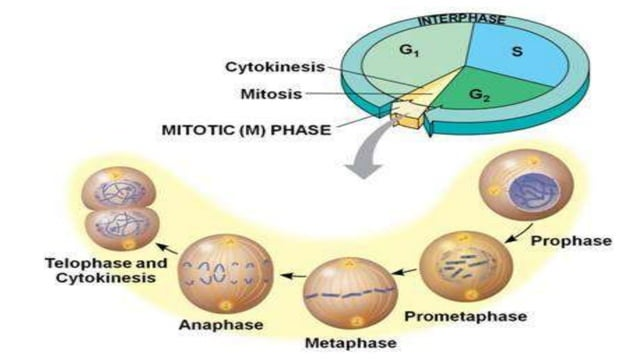 INTERPHASE
G1
S
Cytokinesis
Mitosis
G2
MITOTIC (M) PHASE
Prophase
Telophase and
Cytokinesis
Prometaphase
Anaphase
Metaphase